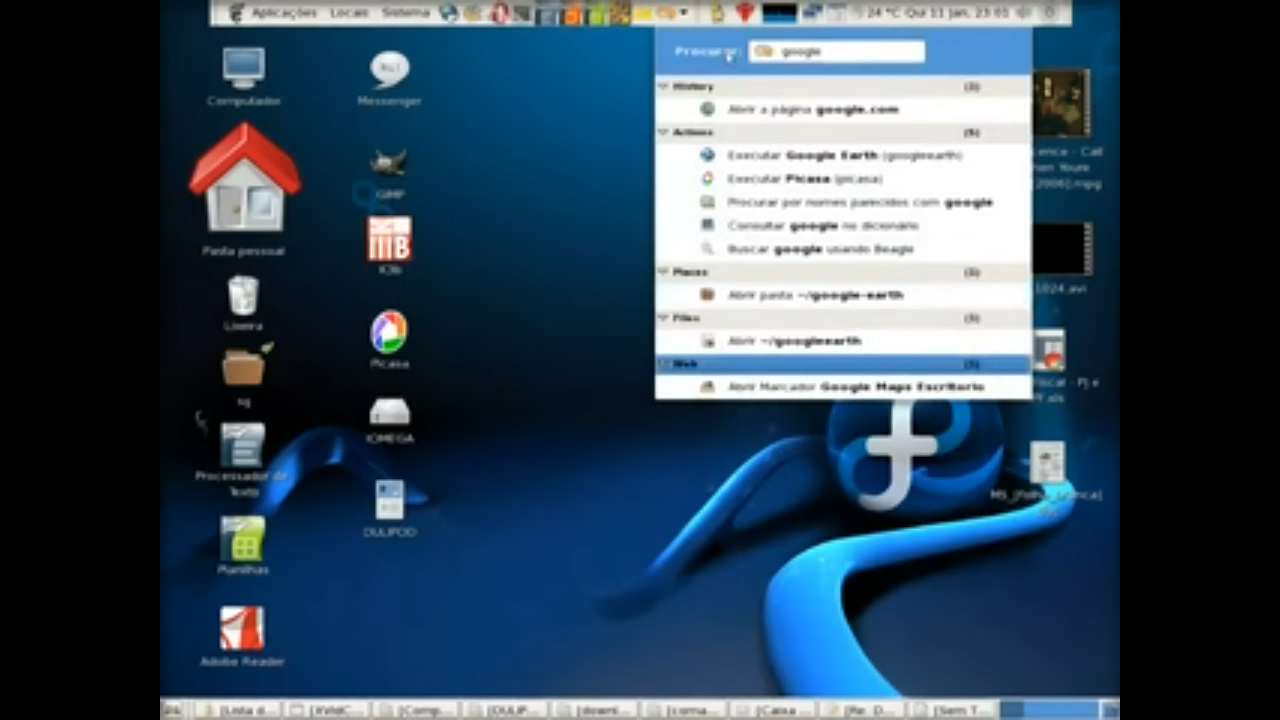 Aplicações Locais Sistema 24 °C Qui 11 Jan, 23:01
Computador
Messenger
Procurar: google
History
Abrir a página google.com
Actions (5)
Executar Google Earth (googleearth)
Executar Picasa (picasa)
Procurar por nomes parecidos com google
Consultar google no dicionário
Buscar google usando Beagle
Places
Abrir pasta ~/google-earth
Files
Abrir ~/googleearth
Web
Abrir Marcador Google Maps Escritorio
GIMP
Pasta pessoal
K3b
Lixeira
Picasa
IOMEGA
Processador de
Texto
DULIPOD
Planilhas
Adobe Reader
1024.avi